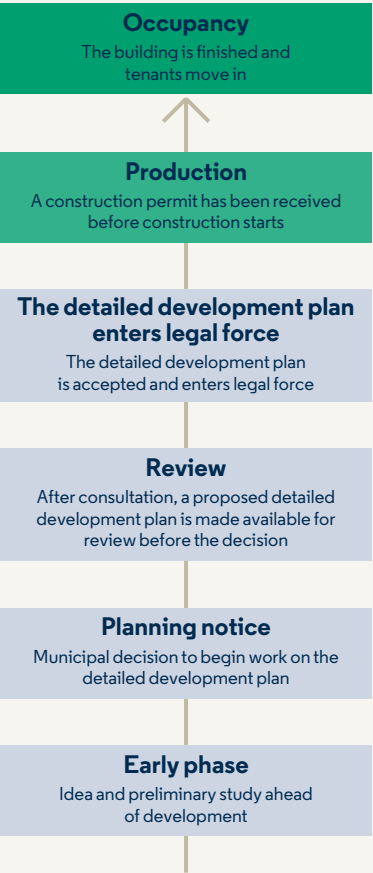 Occupancy
The building is finished and
tenants move in
Production
A construction permit has been received
before construction starts
The detailed development plan
enters legal force
The detailed development plan
is accepted and enters legal force
Review
After consultation, a proposed detailed
development plan is made available for
review before the decision
Planning notice
Municipal decision to begin work on the
detailed development plan
Early phase
Idea and preliminary study ahead
of development